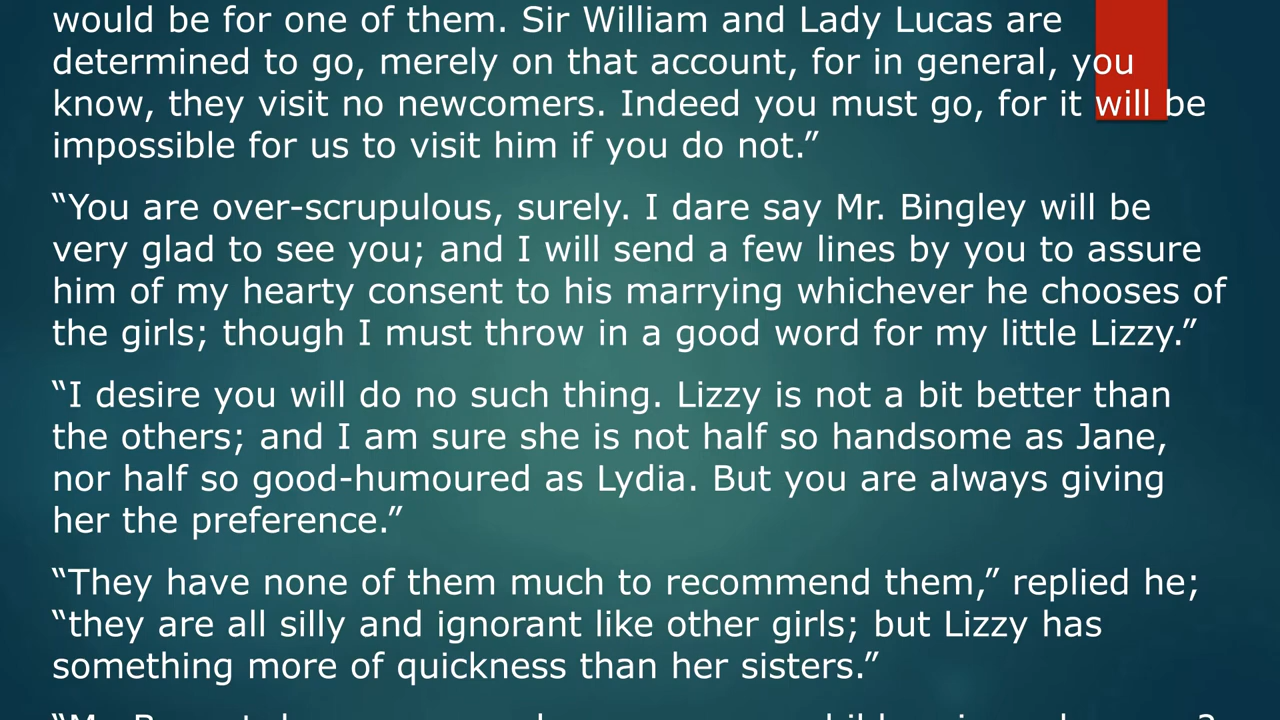 would be for one of them. Sir William and Lady Lucas are
determined to go, merely on that account, for in general, you
know, they visit no newcomers. Indeed you must go, for it will be
impossible for us to visit him if you do not.”
“You are over-scrupulous, surely. I dare say Mr. Bingley will be
very glad to see you; and I will send a few lines by you to assure
him of my hearty consent to his marrying whichever he chooses of
the girls; though I must throw in a good word for my little Lizzy.”
“I desire you will do no such thing. Lizzy is not a bit better than
the others; and I am sure she is not half so handsome as Jane,
nor half so good-humoured as Lydia. But you are always giving
her the preference.”
“They have none of them much to recommend them,” replied he;
“they are all silly and ignorant like other girls; but Lizzy has
something more of quickness than her sisters.”